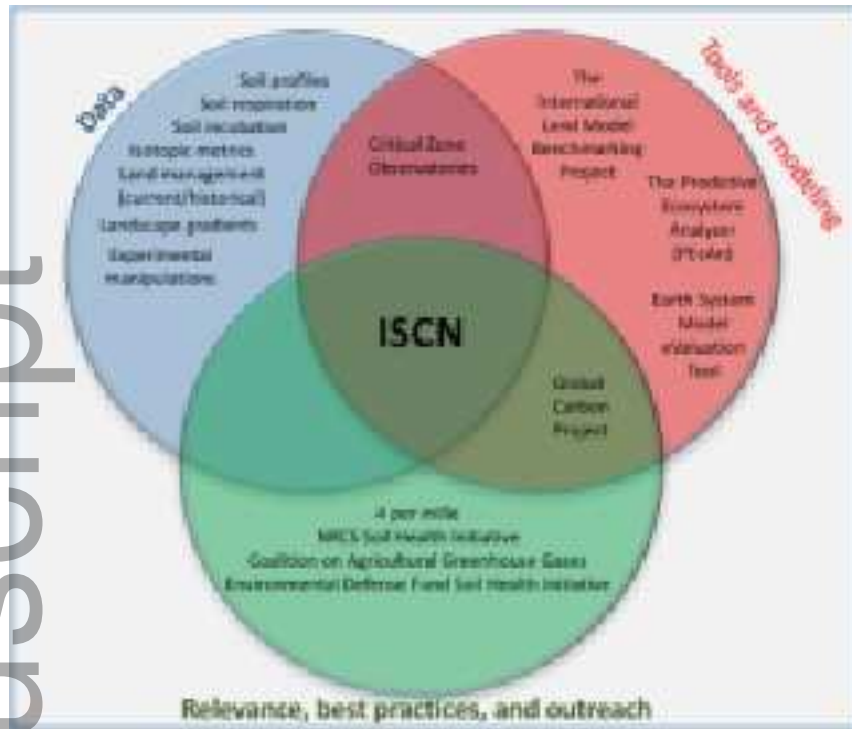 Data
Soil profiles
Soil respiration
Soil incubation
Isotopic metrics
Land management
(current/historical)
Landscape gradients
Experimental
manipulations
Critical Zone
Observatories
The
International
Land Model
Benchmarking
Project
Tools and modeling
The Predictive
Ecosystem
Analyzer
(PEcAn)
Earth System
Model
eValuation
Tool
ISCN
Global
Carbon
Project
4 per mille
NRCS Soil Health Initiative
Coalition on Agricultural Greenhouse Gases
Environmental Defense Fund Soil Health Initiative
Relevance, best practices, and outreach
uscript